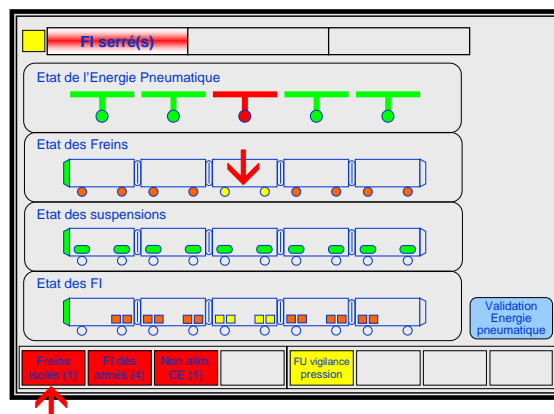 FI serré(s)
Etat de l'Energie Pneumatique
Etat des Freins
Etat des suspensions
Etat des FI
Validation
Energie
pneumatique
Freins
isolés (1)
FI dés
armés (4)
Non alim.
CE (1)
FU vigilance
pression